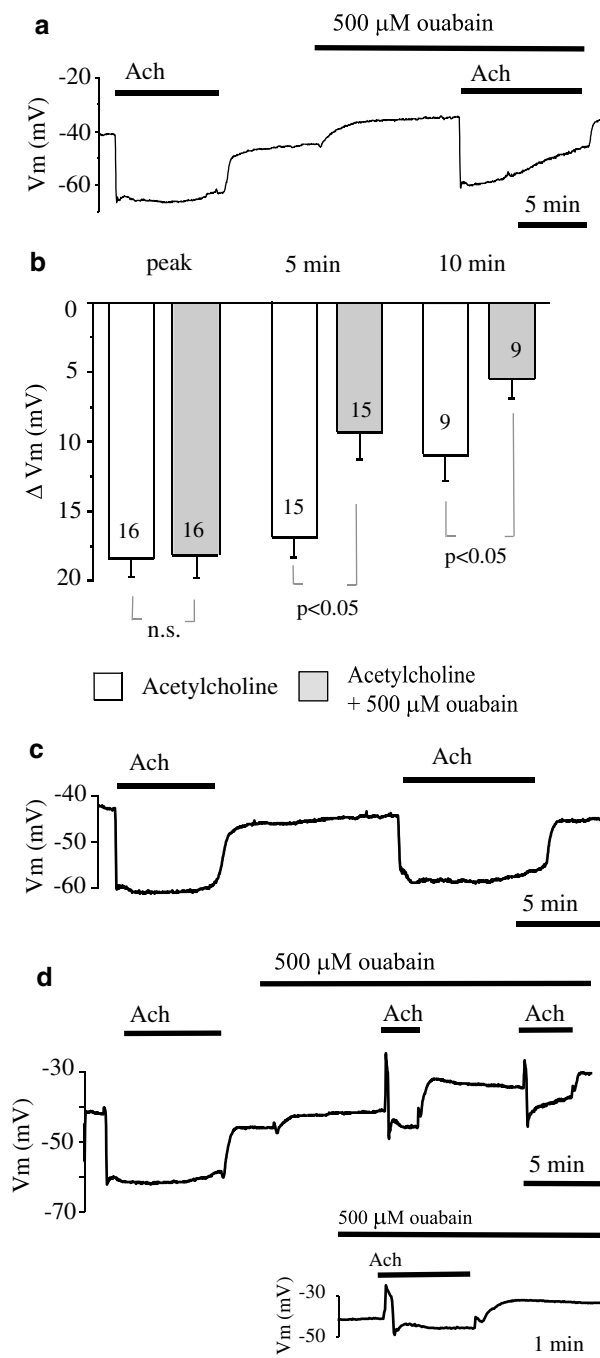 a
500 μM ouabain
Ach
Ach
-20
-40
-60
Vm (mV)
5 min
b
peak
5 min
10 min
0
5
10
15
20
Δ Vm (mV)
16
16
15
15
9
9
n.s.
p<0.05
p<0.05
Acetylcholine
Acetylcholine
+ 500 μM ouabain
c
Ach
Ach
-40
-50
-60
Vm (mV)
5 min
d
500 μM ouabain
Ach
Ach
Ach
-30
-50
-70
Vm (mV)
5 min
500 μM ouabain
Ach
-30
-50
Vm (mV)
1 min